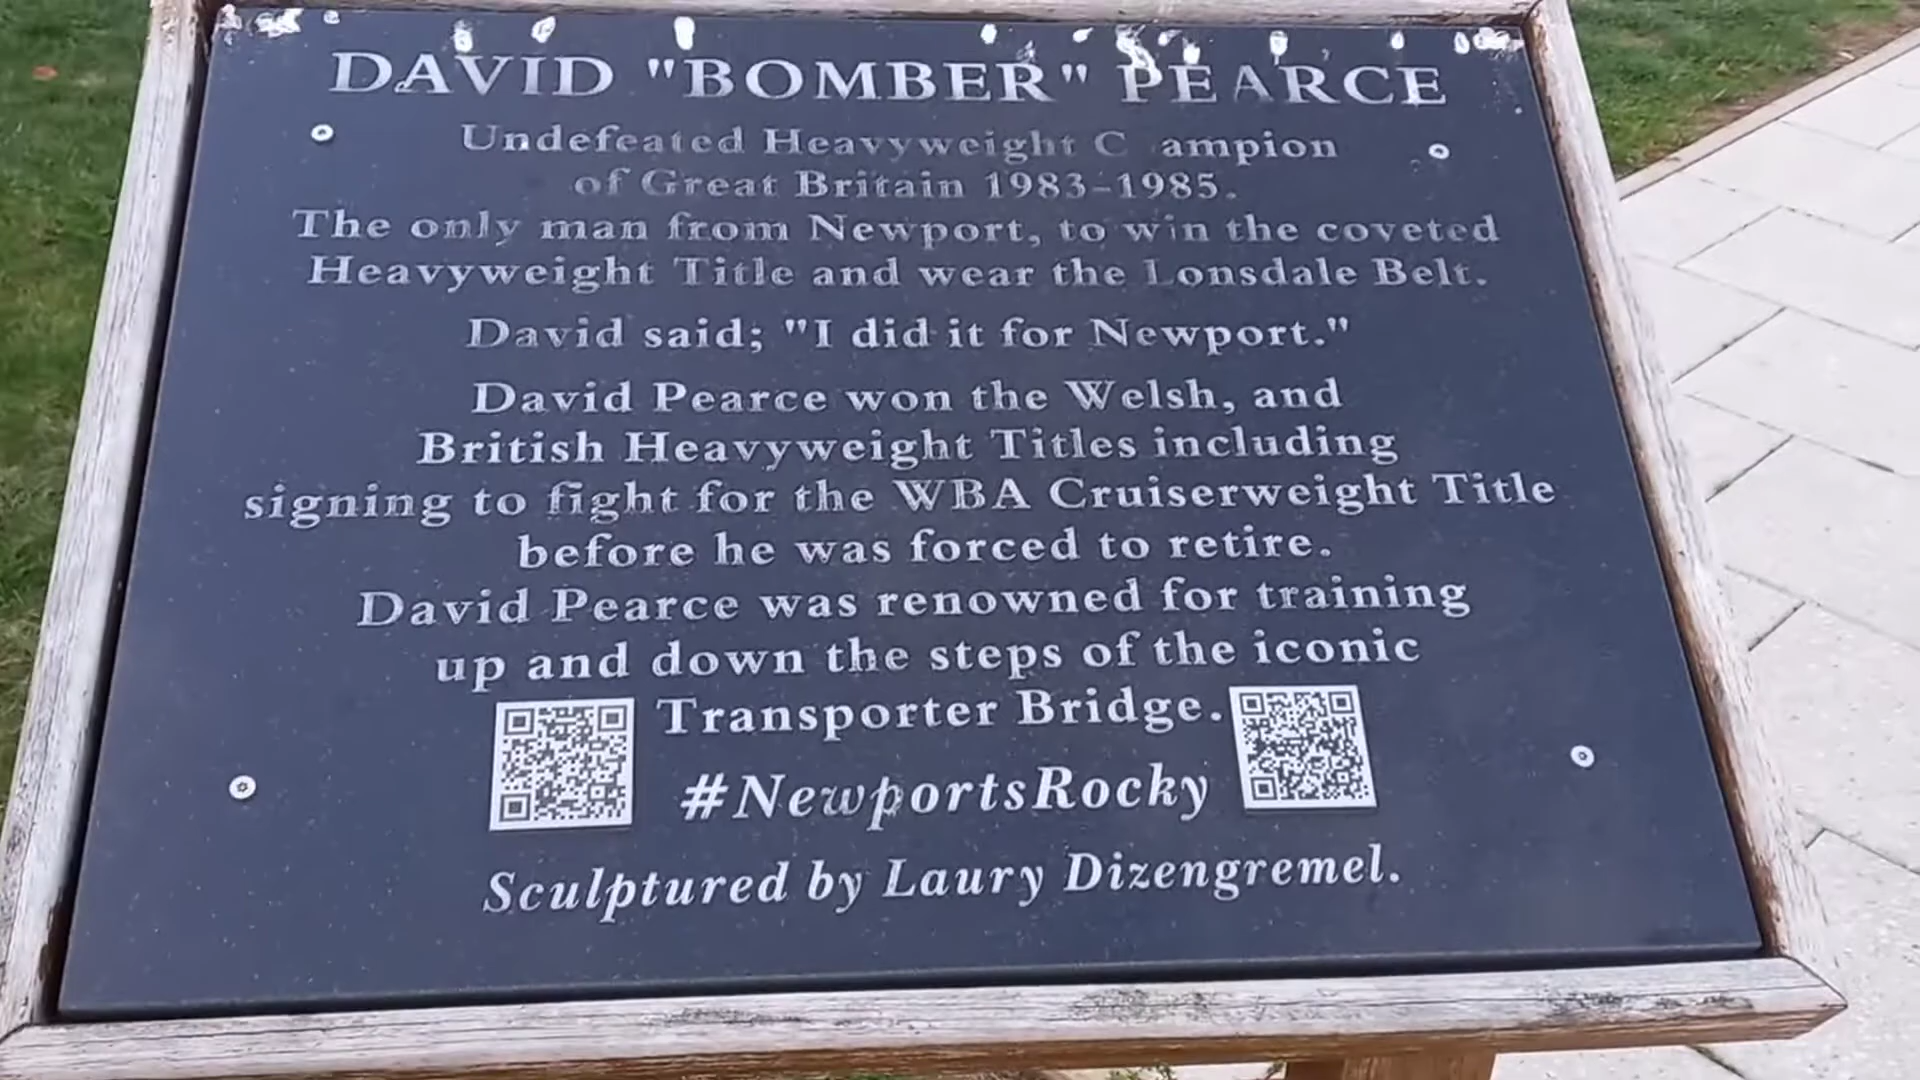 DAVID "BOMBER" PEARCE
Undefeated Heavyweight C ampion
of Great Britain 1983-1985.
The only man from Newport, to win the coveted
Heavyweight Title and wear the Lonsdale Belt.
David said; "I did it for Newport."
David Pearce won the Welsh, and
British Heavyweight Titles including
signing to fight for the WBA Cruiserweight Title
before he was forced to retire.
David Pearce was renowned for training
up and down the steps of the iconic
Transporter Bridge.
#NewportsRocky
Sculptured by Laury Dizengremel.